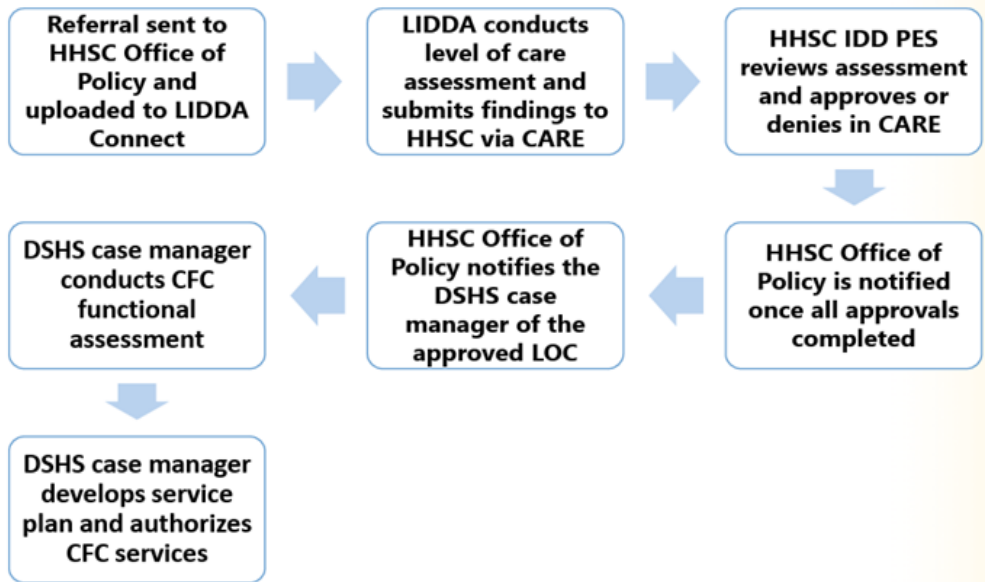 Referral sent to
HHSC Office of
Policy and
uploaded to LIDDA
Connect
LIDDA conducts
level of care
assessment and
submits findings to
HHSC via CARE
HHSC IDD PES
reviews assessment
and approves or
denies in CARE
HHSC Office of
Policy is notified
once all approvals
completed
HHSC Office of
Policy notifies the
DSHS case
manager of the
approved LOC
DSHS case manager
conducts CFC
functional
assessment
DSHS case manager
develops service
plan and authorizes
CFC services